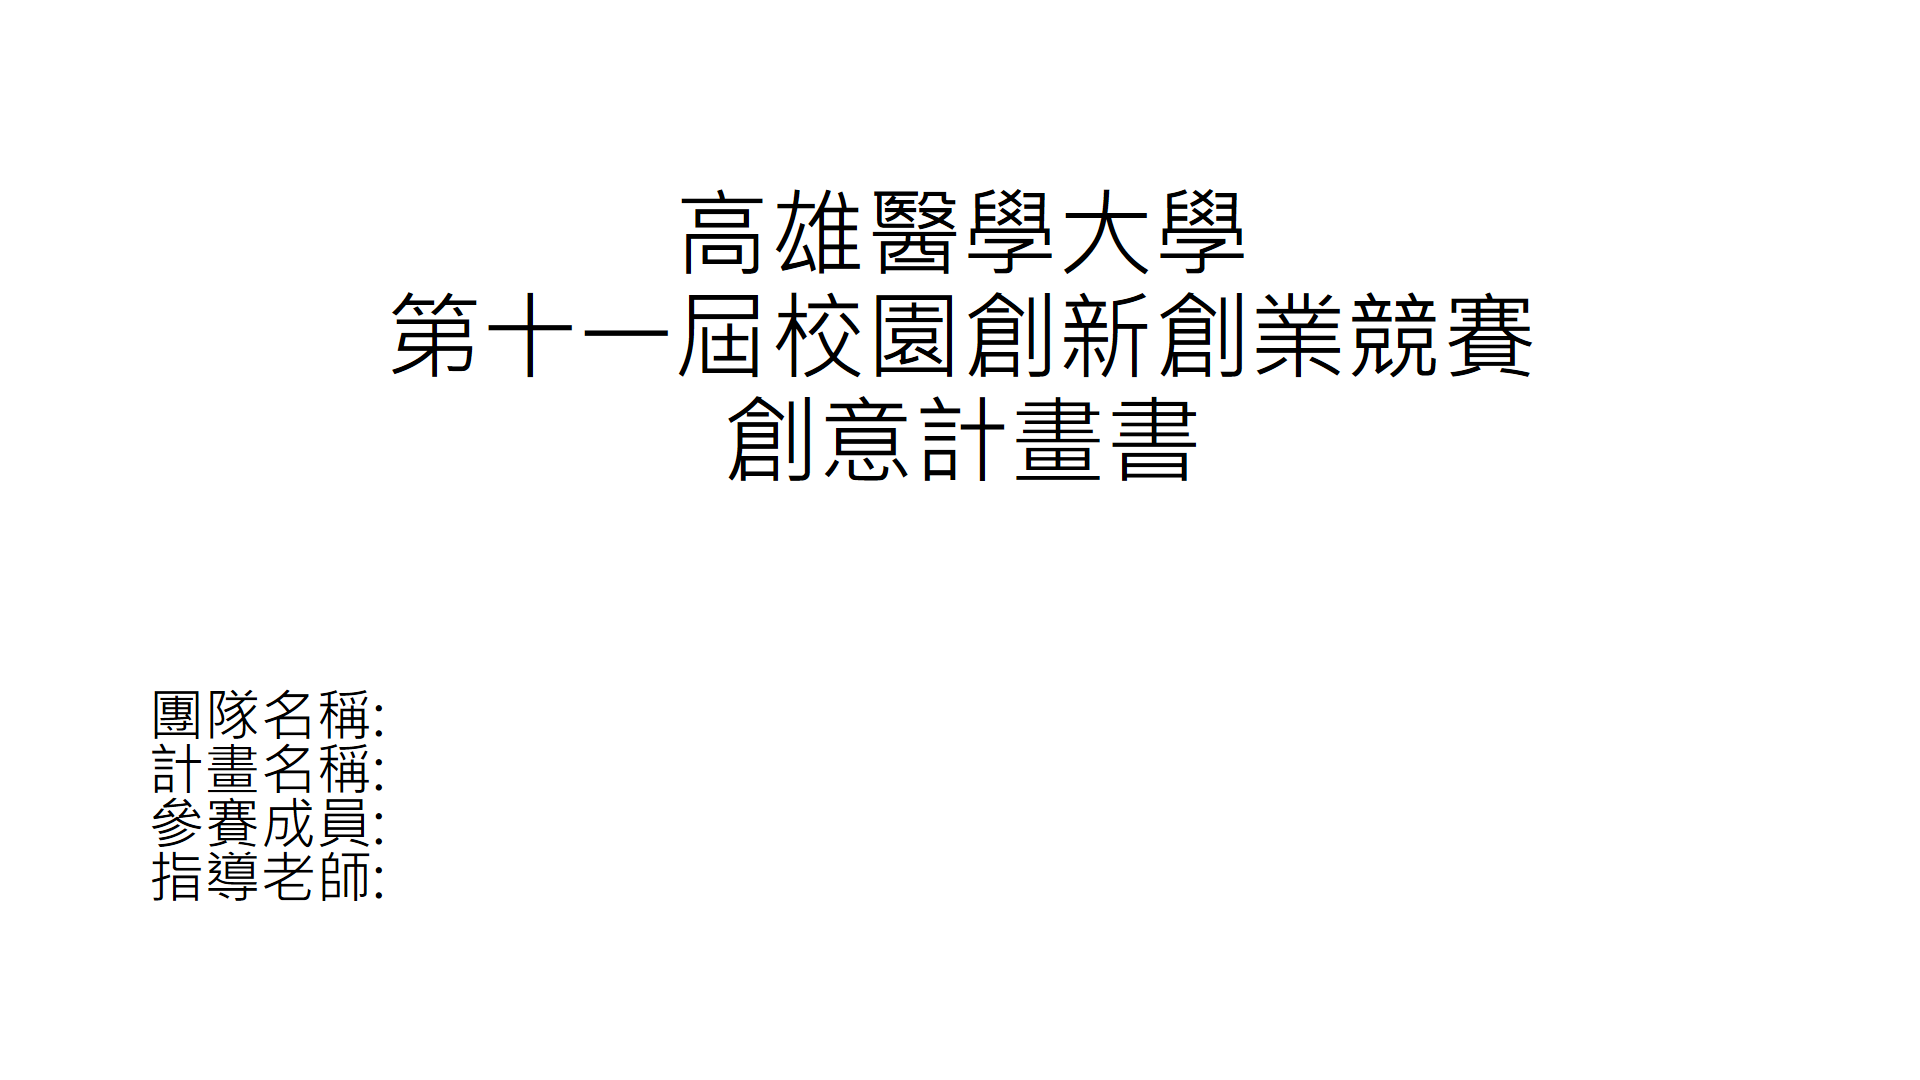 高雄醫學大學
第十一屆校園創新創業競賽
創意計畫書
團隊名稱:
計畫名稱:
參賽成員:
指導老師: